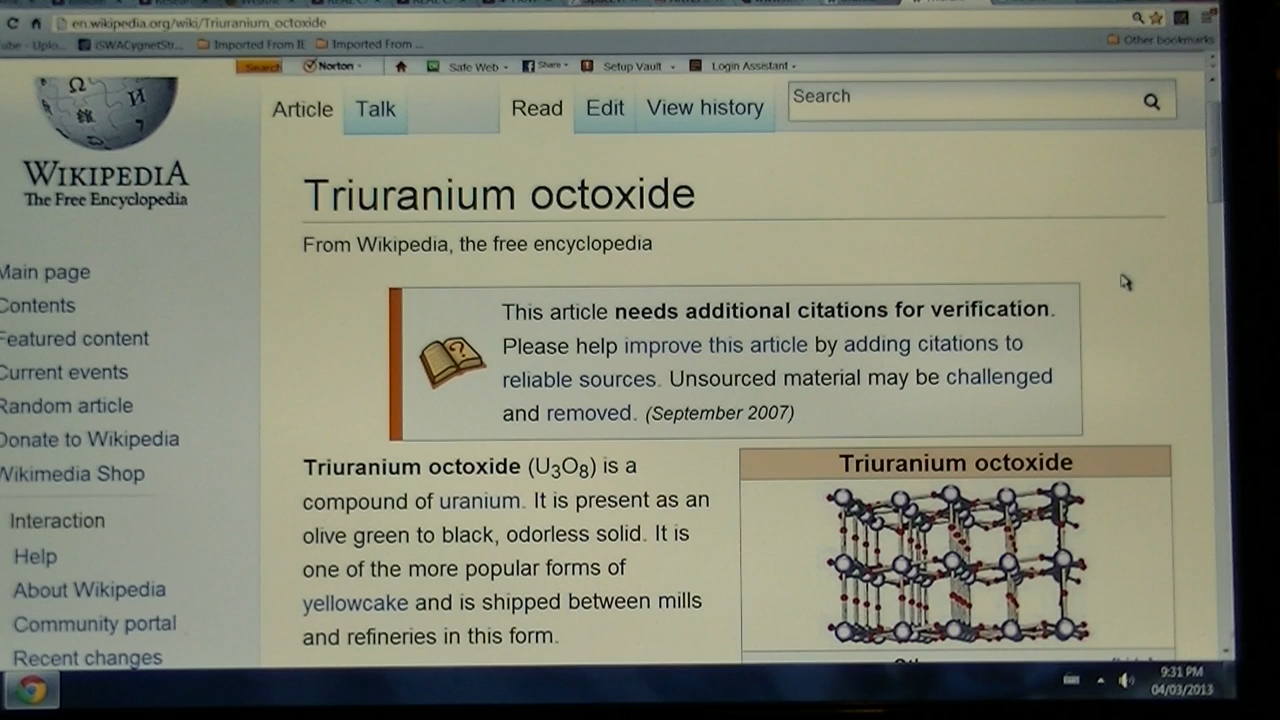 en.wikipedia.org/wiki/Triuranium_octoxide
iSWACygnetStr...
Imported From IE
Imported From ...
Other bookmarks
Search
Norton
Safe Web
Share
Setup Vault
Login Assistant
Article
Talk
Read
Edit
View history
Search
WIKIPEDIA
The Free Encyclopedia
Triuranium octoxide
From Wikipedia, the free encyclopedia
Main page
Contents
Featured content
Current events
Random article
Donate to Wikipedia
Wikimedia Shop
Interaction
Help
About Wikipedia
Community portal
Recent changes
This article needs additional citations for verification.
Please help improve this article by adding citations to
reliable sources. Unsourced material may be challenged
and removed. (September 2007)
Triuranium octoxide (U3O8) is a
compound of uranium. It is present as an
olive green to black, odorless solid. It is
one of the more popular forms of
yellowcake and is shipped between mills
and refineries in this form.
Triuranium octoxide
9:31 PM
04/03/2013